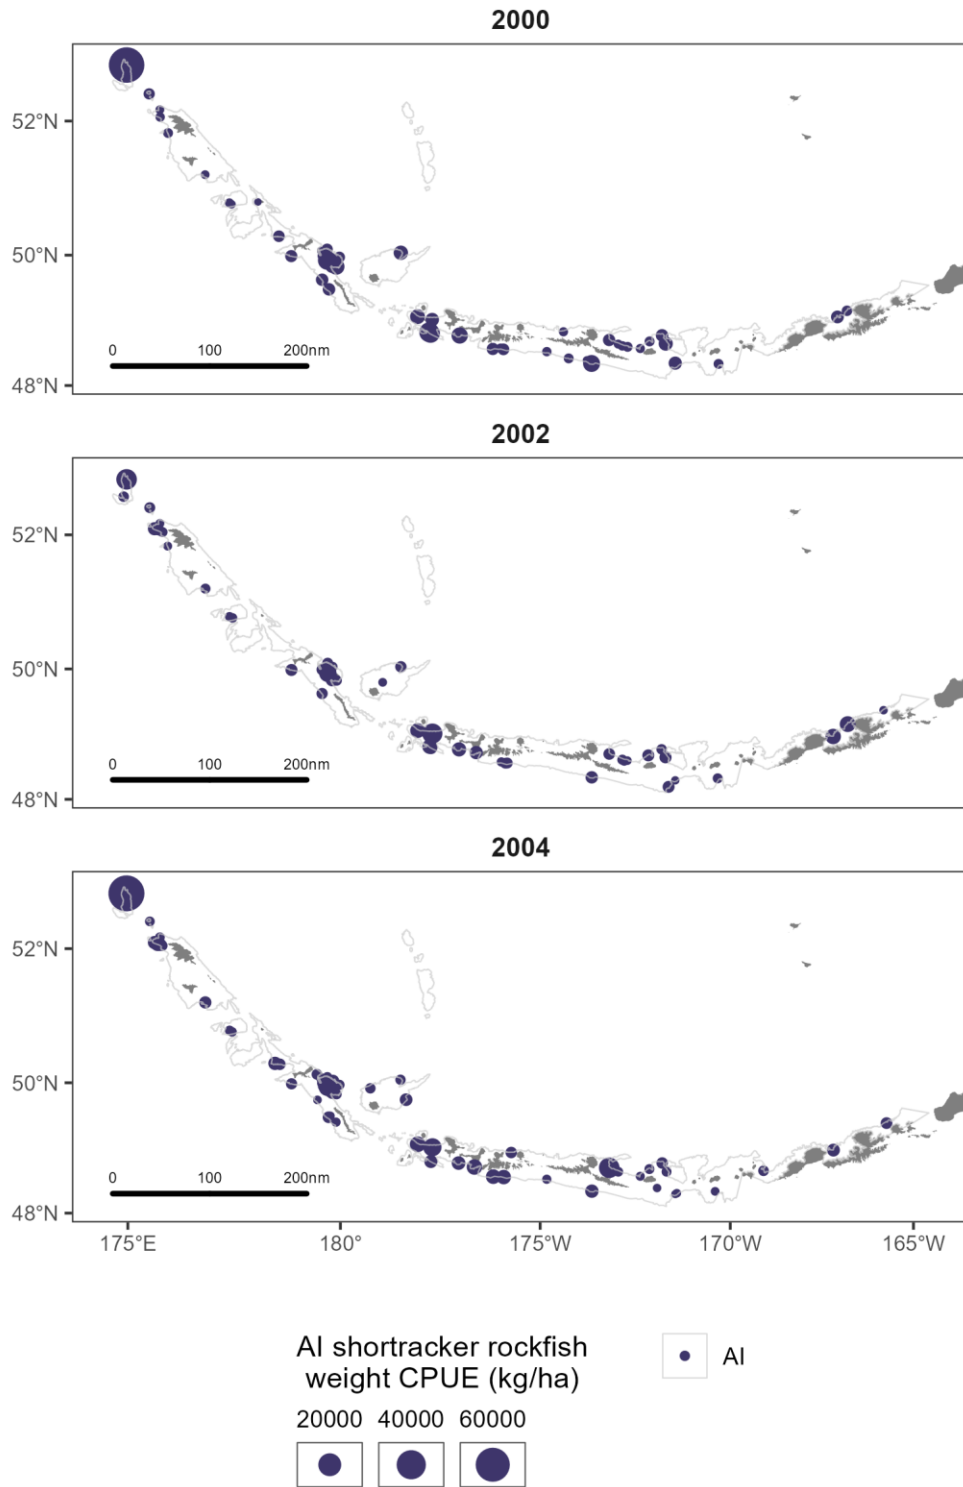 2000
52°N
50°N
48°N
0 100 200nm
2002
52°N
50°N
48°N
0 100 200nm
2004
52°N
50°N
48°N
0 100 200nm
175°E 180° 175°W 170°W 165°W
AI shortracker rockfish
weight CPUE (kg/ha)
20000 40000 60000
AI